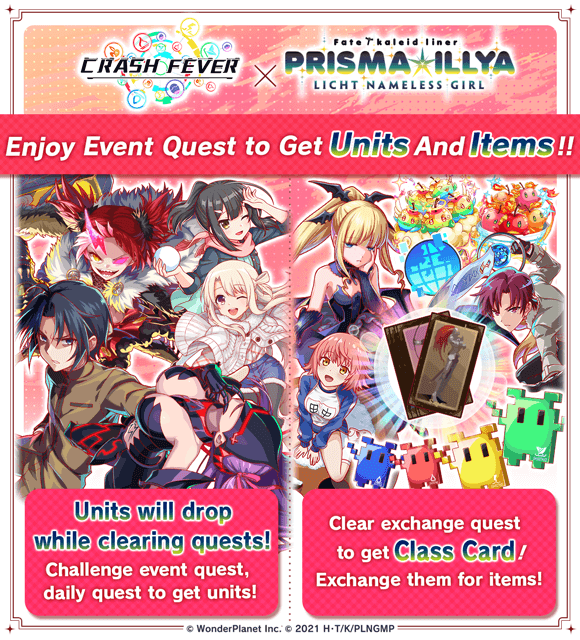 CRASH FEVER
×
Fate/kaleid liner
PRISMA☆ILLYA
LICHT NAMELESS GIRL
Enjoy Event Quest to Get Units And Items!!
田中
Units will drop
while clearing quests!
Challenge event quest,
daily quest to get units!
Clear exchange quest
to get Class Card!
Exchange them for items!
© WonderPlanet Inc. © 2021 H・T/K/PLNGMP